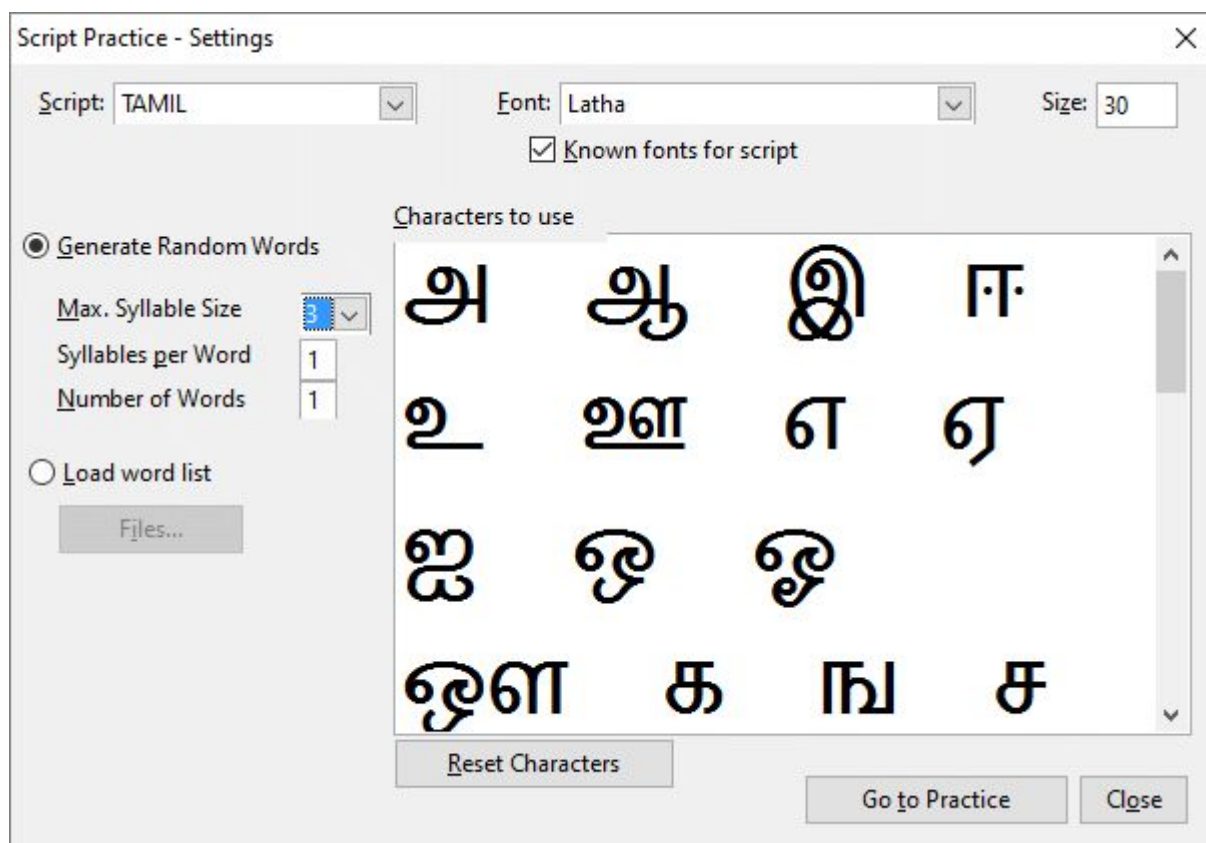 Script Practice - Settings
Script: TAMIL Font: Latha Size: 30
Known fonts for script
Characters to use
Generate Random Words
Max. Syllable Size 3
Syllables per Word 1
Number of Words 1
Load word list
Files...
அ ஆ இ ஈ
உ ஊ எ ஏ
ஐ ஒ ஓ
ஔ க ங ச
Reset Characters
Go to Practice Close